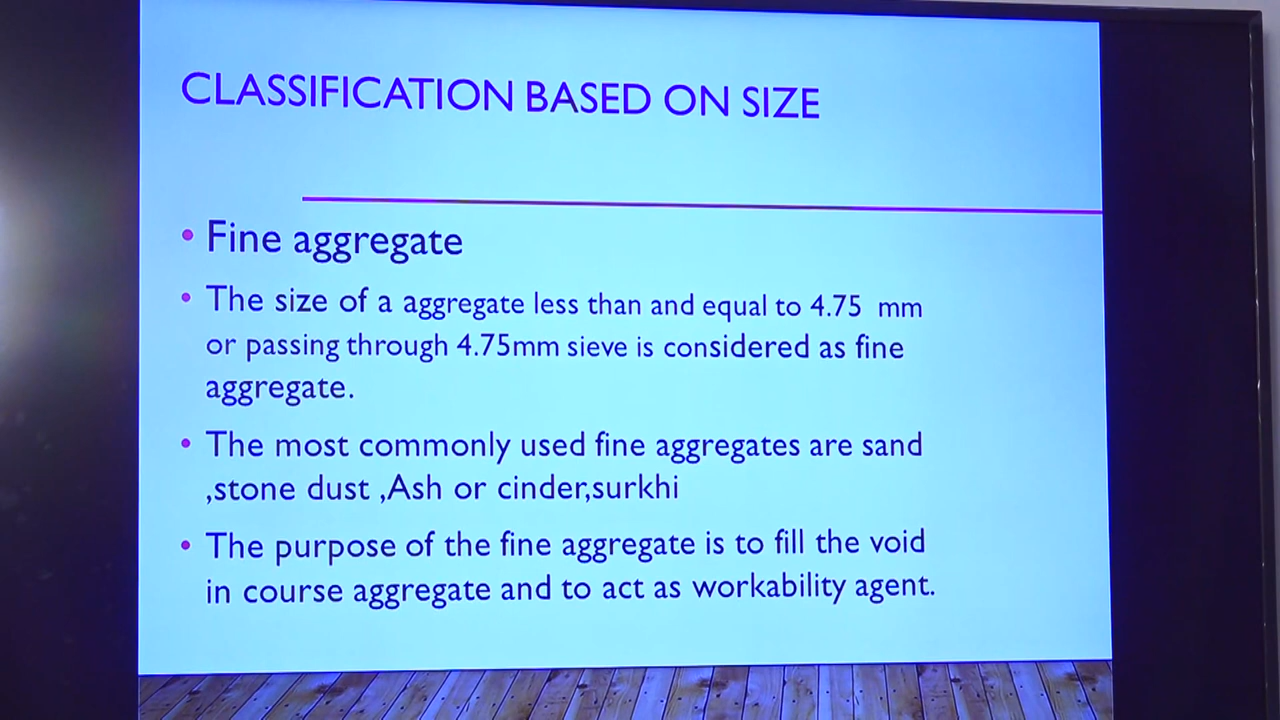 CLASSIFICATION BASED ON SIZE
• Fine aggregate
• The size of a aggregate less than and equal to 4.75 mm
or passing through 4.75mm sieve is considered as fine
aggregate.
• The most commonly used fine aggregates are sand
,stone dust ,Ash or cinder,surkhi
• The purpose of the fine aggregate is to fill the void
in course aggregate and to act as workability agent.